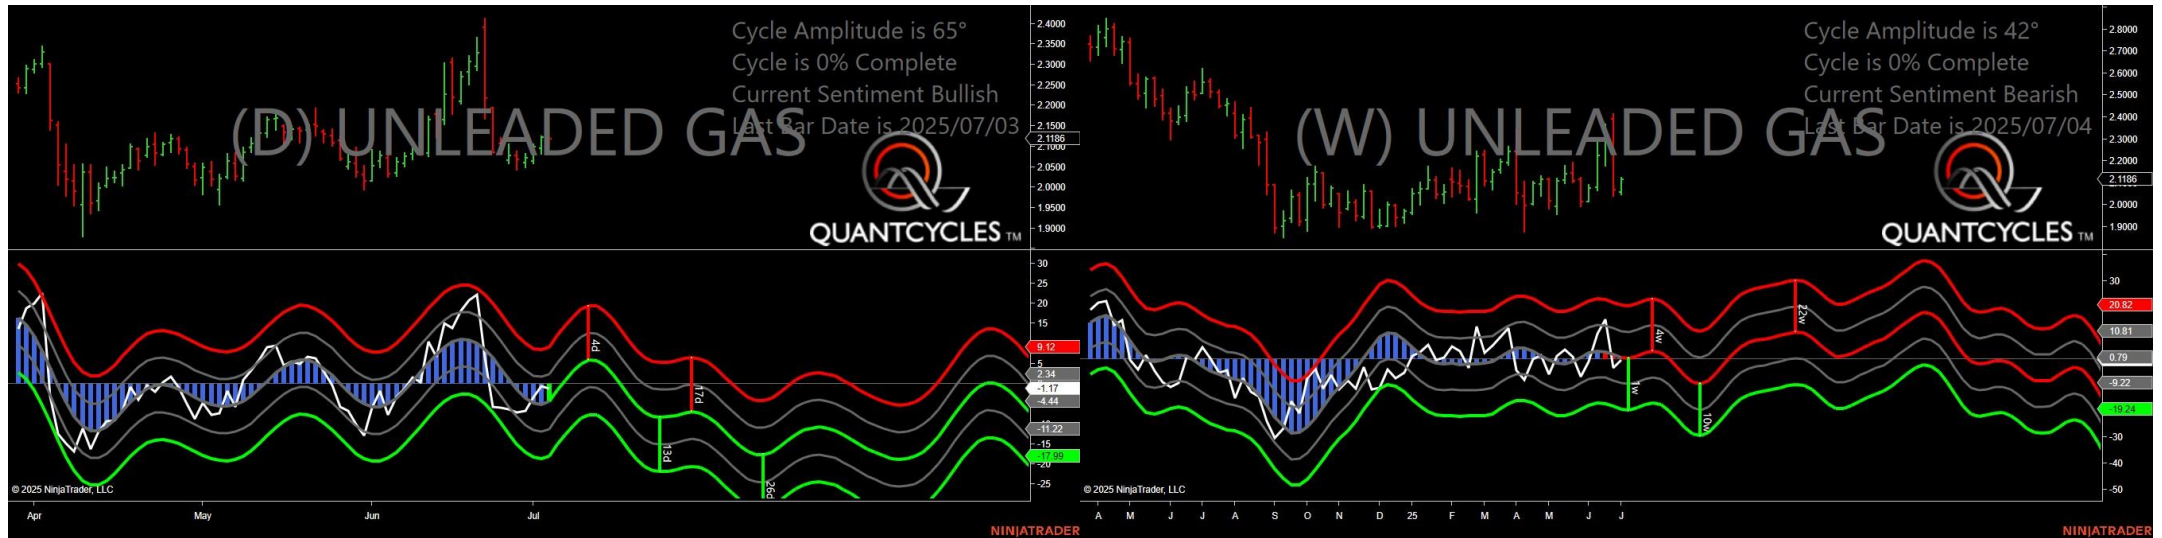 Cycle Amplitude is 65°
Cycle is 0% Complete
Current Sentiment Bullish
Last Bar Date is 2025/07/03
(D) UNLEADED GAS
QUANTCYCLES TM
2.4000
2.3500
2.3000
2.2500
2.2000
2.1500
2.1186
2.1000
2.0500
2.0000
1.9500
1.9000
30
25
20
15
9.12
5
2.34
-1.17
-4.44
-11.22
-15
-17.99
-20
-25
4d
17d
13d
26d
© 2025 NinjaTrader, LLC
Apr May Jun Jul
NINJATRADER
Cycle Amplitude is 42°
Cycle is 0% Complete
Current Sentiment Bearish
Last Bar Date is 2025/07/04
(W) UNLEADED GAS
QUANTCYCLES TM
2.8000
2.7000
2.6000
2.5000
2.4000
2.3000
2.2000
2.1186
2.0000
1.9000
30
20.82
10.81
0.79
-9.22
-19.24
-30
-40
-50
4w
22w
1w
10w
© 2025 NinjaTrader, LLC
A M J J A S O N D 25 F M A M J J
NINJATRADER